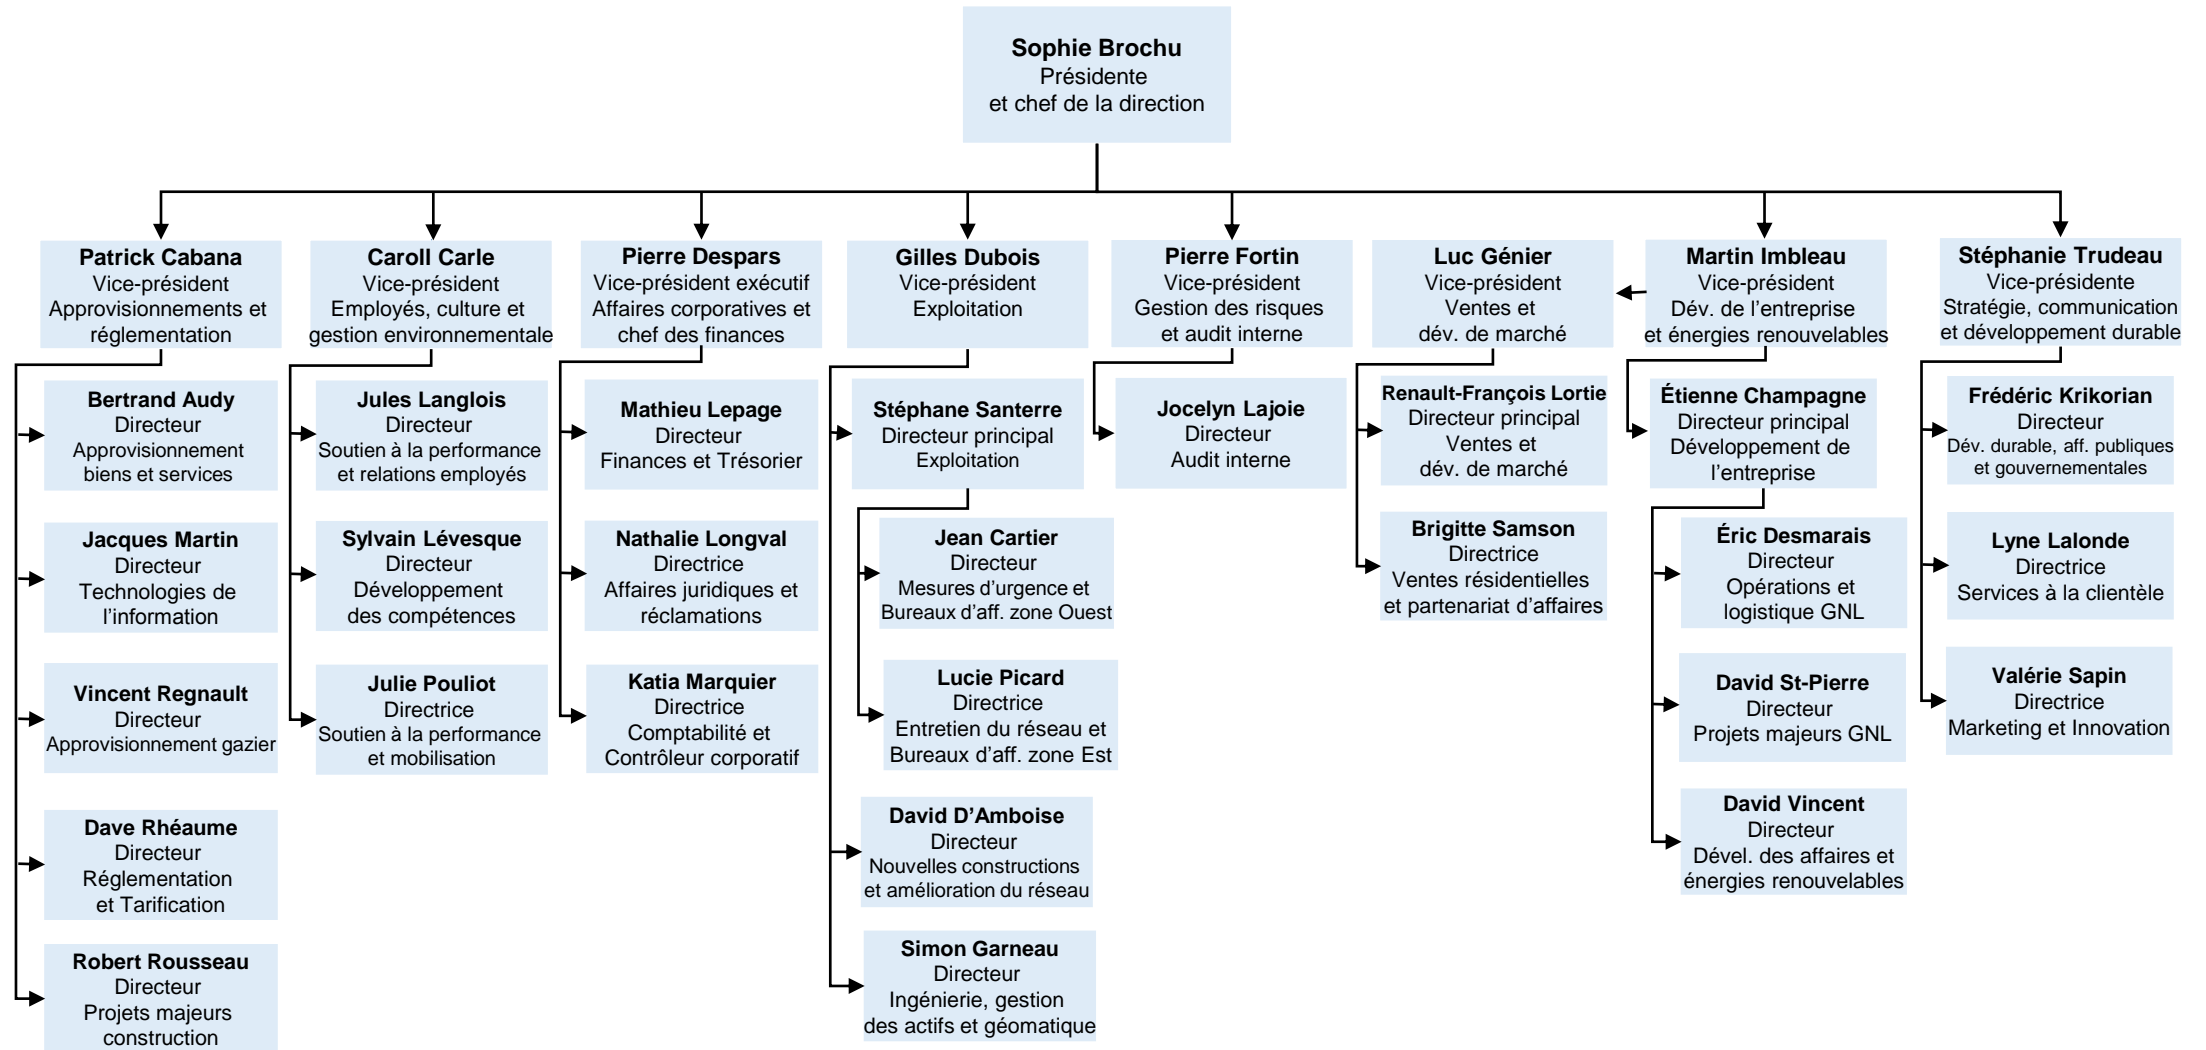 Sophie Brochu
Présidente
et chef de la direction
Patrick Cabana
Vice-président
Approvisionnements et
réglementation
Bertrand Audy
Directeur
Approvisionnement
biens et services
Jacques Martin
Directeur
Technologies de
l’information
Vincent Regnault
Directeur
Approvisionnement gazier
Dave Rhéaume
Directeur
Réglementation
et Tarification
Robert Rousseau
Directeur
Projets majeurs
construction
Caroll Carle
Vice-président
Employés, culture et
gestion environnementale
Jules Langlois
Directeur
Soutien à la performance
et relations employés
Sylvain Lévesque
Directeur
Développement
des compétences
Julie Pouliot
Directrice
Soutien à la performance
et mobilisation
Pierre Despars
Vice-président exécutif
Affaires corporatives et
chef des finances
Mathieu Lepage
Directeur
Finances et Trésorier
Nathalie Longval
Directrice
Affaires juridiques et
réclamations
Katia Marquier
Directrice
Comptabilité et
Contrôleur corporatif
Gilles Dubois
Vice-président
Exploitation
Stéphane Santerre
Directeur principal
Exploitation
Jean Cartier
Directeur
Mesures d’urgence et
Bureaux d’aff. zone Ouest
Lucie Picard
Directrice
Entretien du réseau et
Bureaux d’aff. zone Est
David D’Amboise
Directeur
Nouvelles constructions
et amélioration du réseau
Simon Garneau
Directeur
Ingénierie, gestion
des actifs et géomatique
Pierre Fortin
Vice-président
Gestion des risques
et audit interne
Jocelyn Lajoie
Directeur
Audit interne
Luc Génier
Vice-président
Ventes et
dév. de marché
Renault-François Lortie
Directeur principal
Ventes et
dév. de marché
Brigitte Samson
Directrice
Ventes résidentielles
et partenariat d’affaires
Martin Imbleau
Vice-président
Dév. de l’entreprise
et énergies renouvelables
Étienne Champagne
Directeur principal
Développement de
l’entreprise
Éric Desmarais
Directeur
Opérations et
logistique GNL
David St-Pierre
Directeur
Projets majeurs GNL
David Vincent
Directeur
Dével. des affaires et
énergies renouvelables
Stéphanie Trudeau
Vice-présidente
Stratégie, communication
et développement durable
Frédéric Krikorian
Directeur
Dév. durable, aff. publiques
et gouvernementales
Lyne Lalonde
Directrice
Services à la clientèle
Valérie Sapin
Directrice
Marketing et Innovation